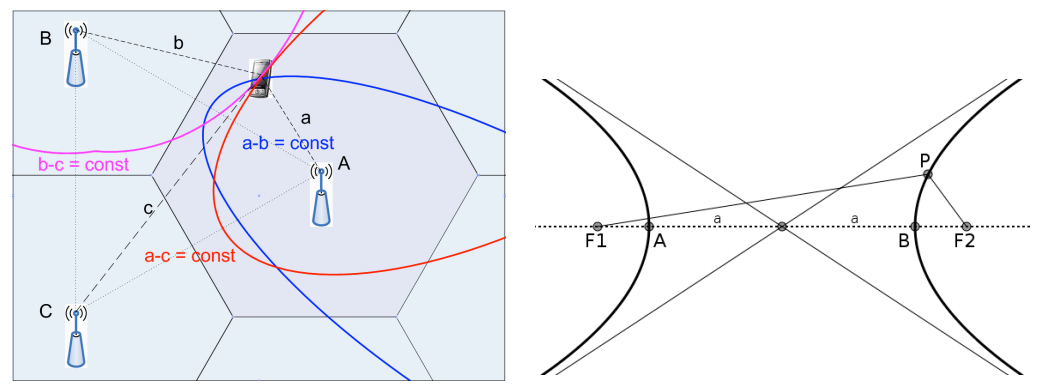 B
b
a
a-b = const
A
b-c = const
c
a-c = const
C
P
a
a
F1
A
B
F2